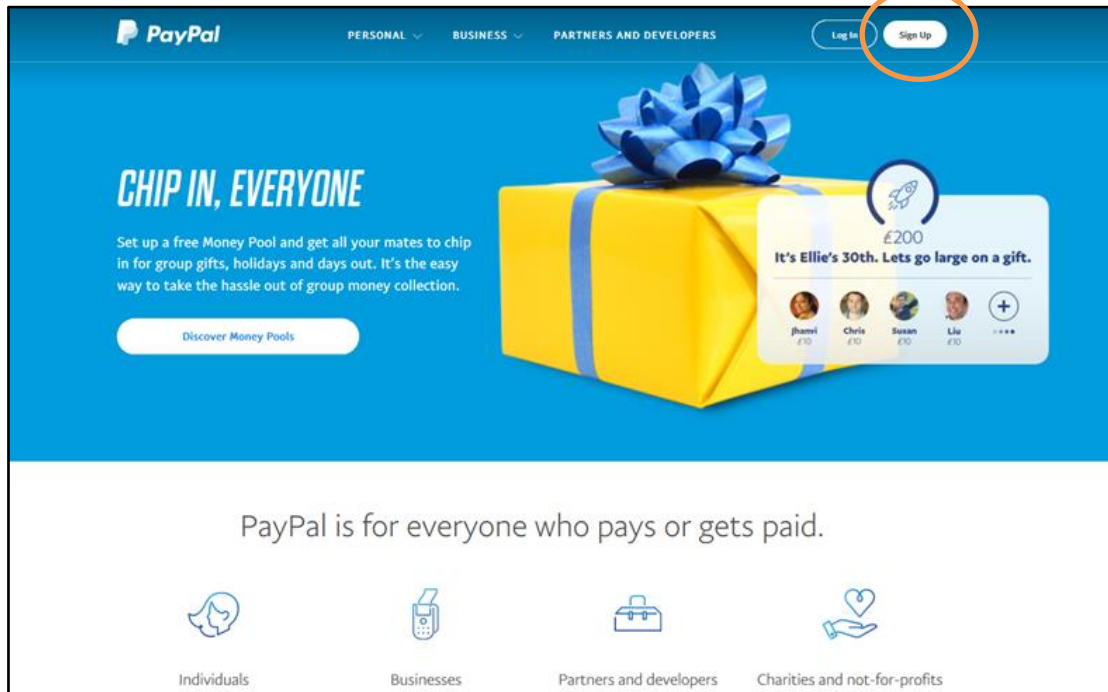 PayPal
PERSONAL
BUSINESS
PARTNERS AND DEVELOPERS
Log In
Sign Up
CHIP IN, EVERYONE
Set up a free Money Pool and get all your mates to chip
in for group gifts, holidays and days out. It's the easy
way to take the hassle out of group money collection.
Discover Money Pools
£200
It's Ellie's 30th. Lets go large on a gift.
Jhanvi
Chris
Susan
Liu
£10
£10
£10
£10
PayPal is for everyone who pays or gets paid.
Individuals
Businesses
Partners and developers
Charities and not-for-profits